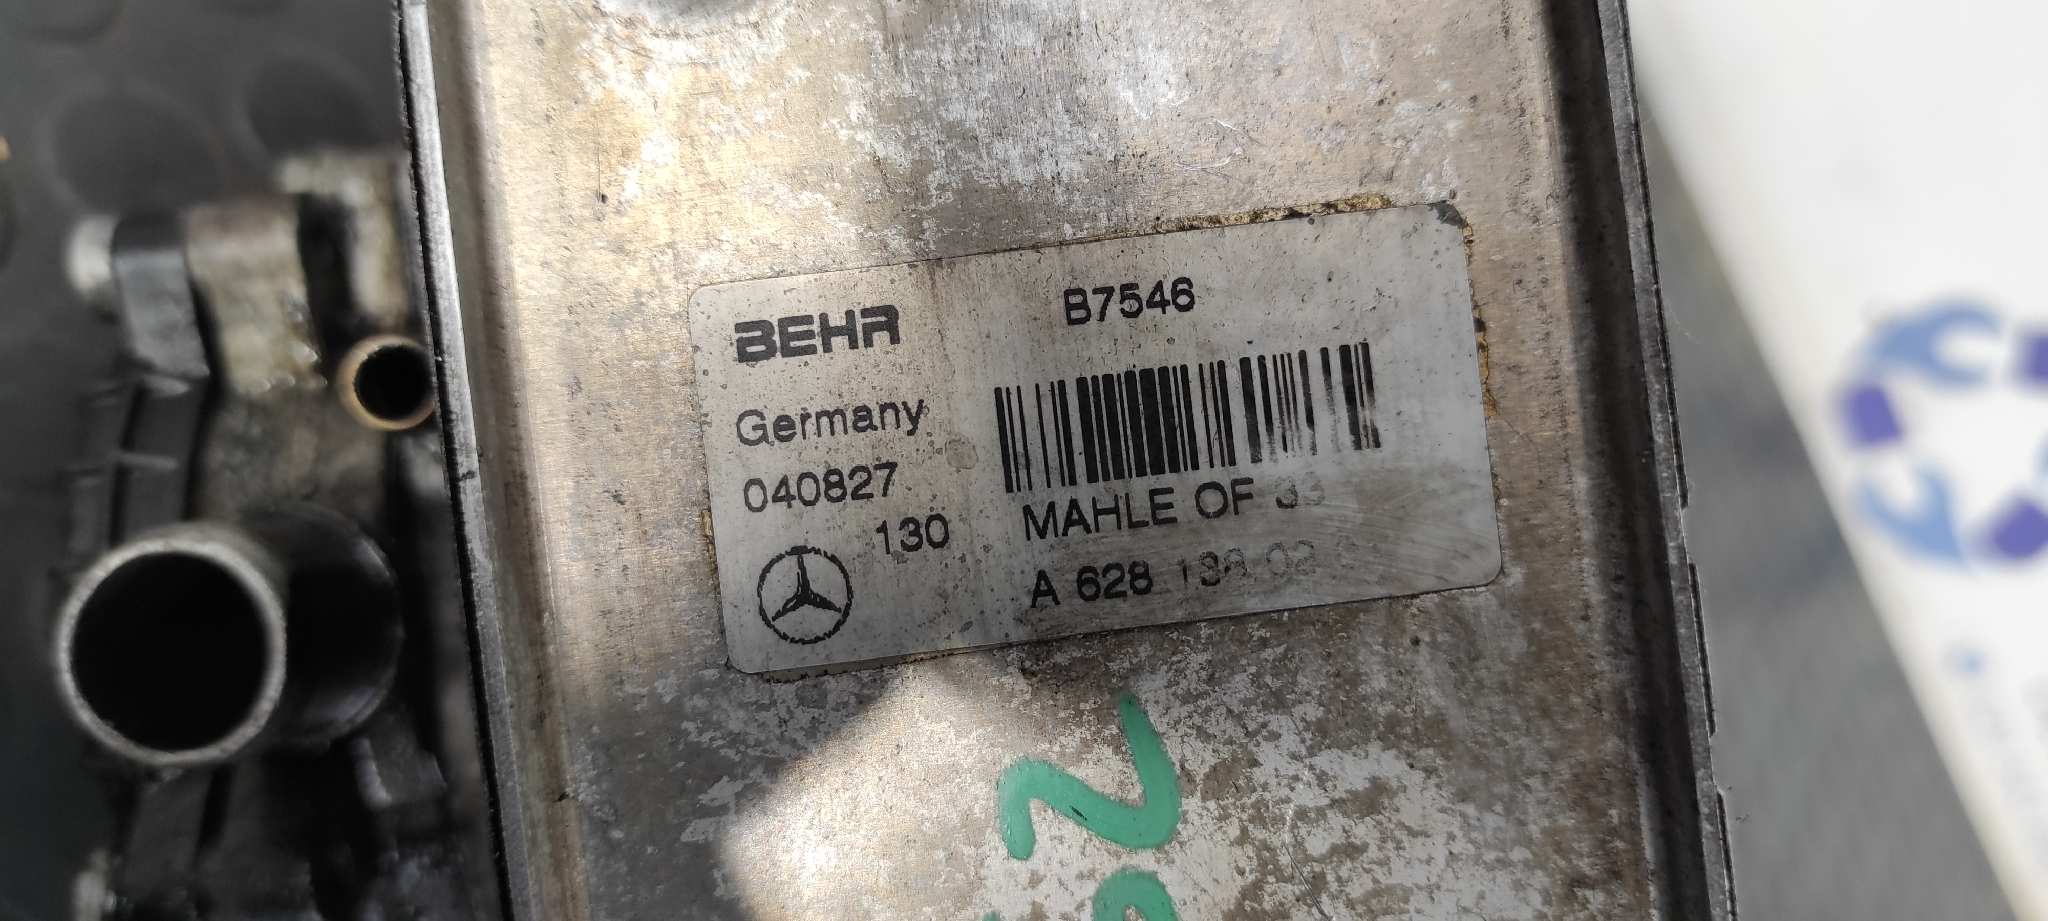 BEHR B7546
Germany
040827
130
MAHLE OF
A 628